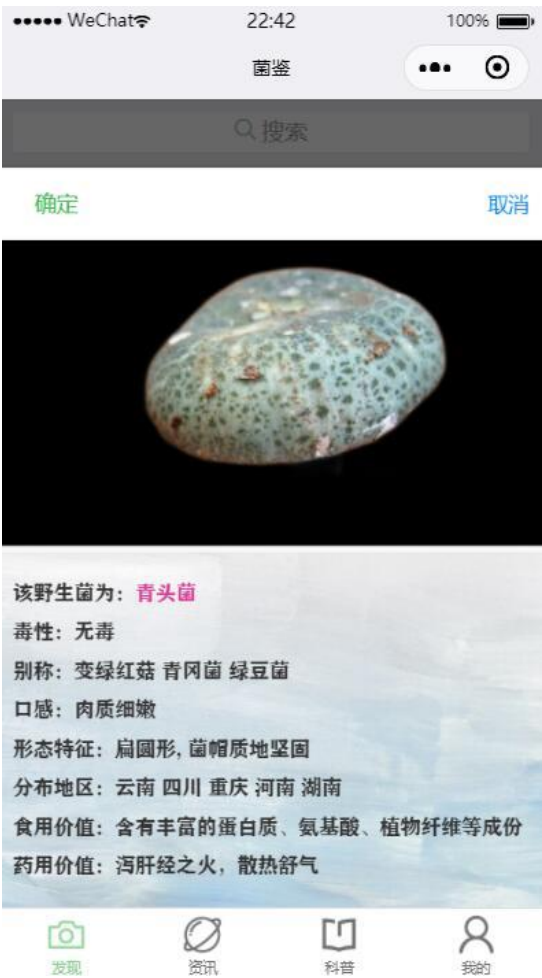 WeChat 22:42 100%
菌鉴
搜索
确定 取消
该野生菌为：青头菌
毒性：无毒
别称：变绿红菇 青冈菌 绿豆菌
口感：肉质细嫩
形态特征：扁圆形, 菌帽质地坚固
分布地区：云南 四川 重庆 河南 湖南
食用价值：含有丰富的蛋白质、氨基酸、植物纤维等成份
药用价值：泻肝经之火，散热舒气
发现 资讯 科普 我的